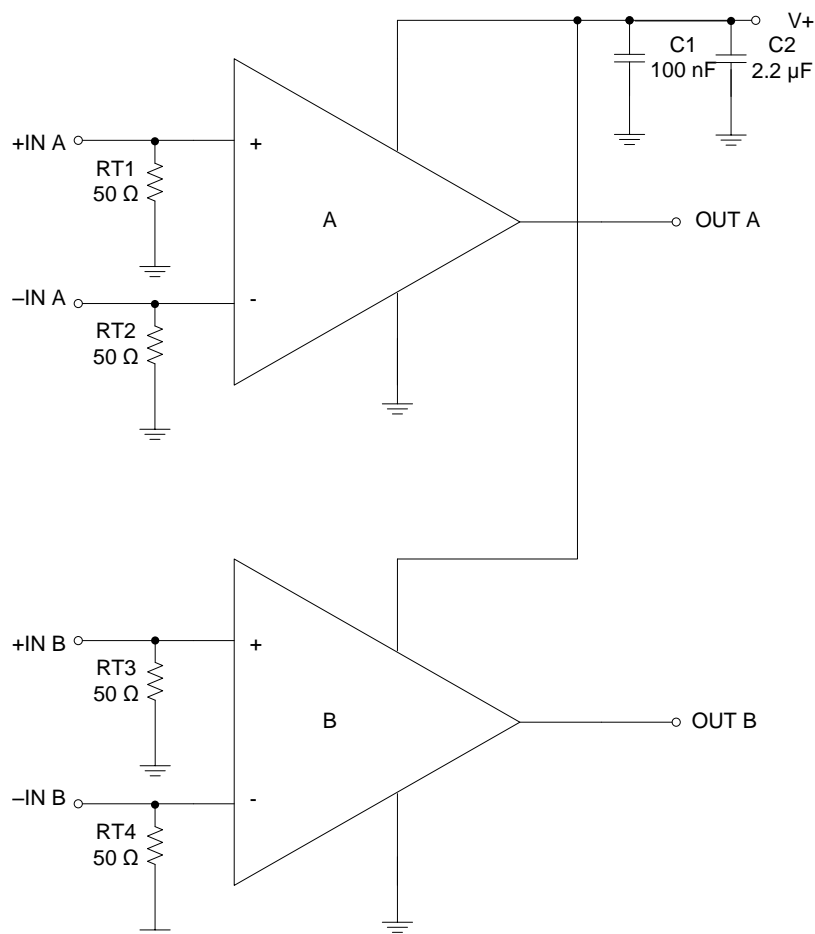 V+
C1
100 nF
C2
2.2 µF
+IN A
+
RT1
50 Ω
A
OUT A
–IN A
-
RT2
50 Ω
+IN B
+
RT3
50 Ω
B
OUT B
–IN B
-
RT4
50 Ω